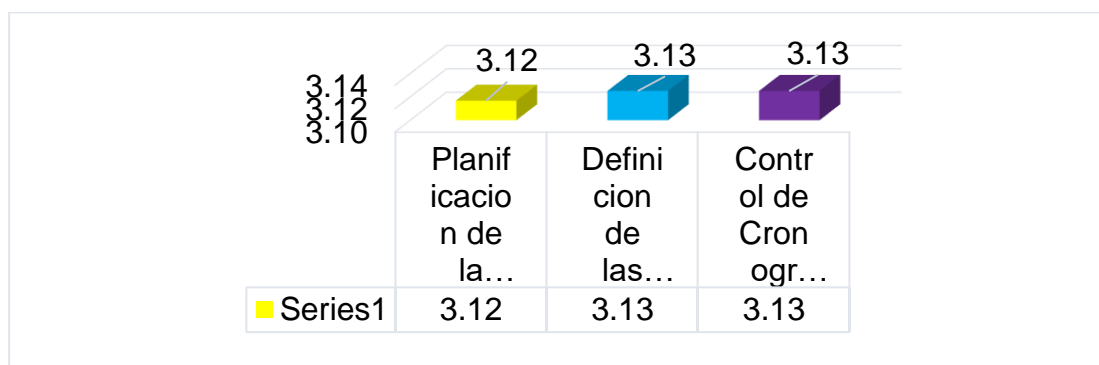 3.12 3.13 3.13
3.14
3.12
3.10
Planif
icacio
n de
la...
Defini
cion
de
las...
Contr
ol de
Cron
ogr...
Series1 3.12 3.13 3.13